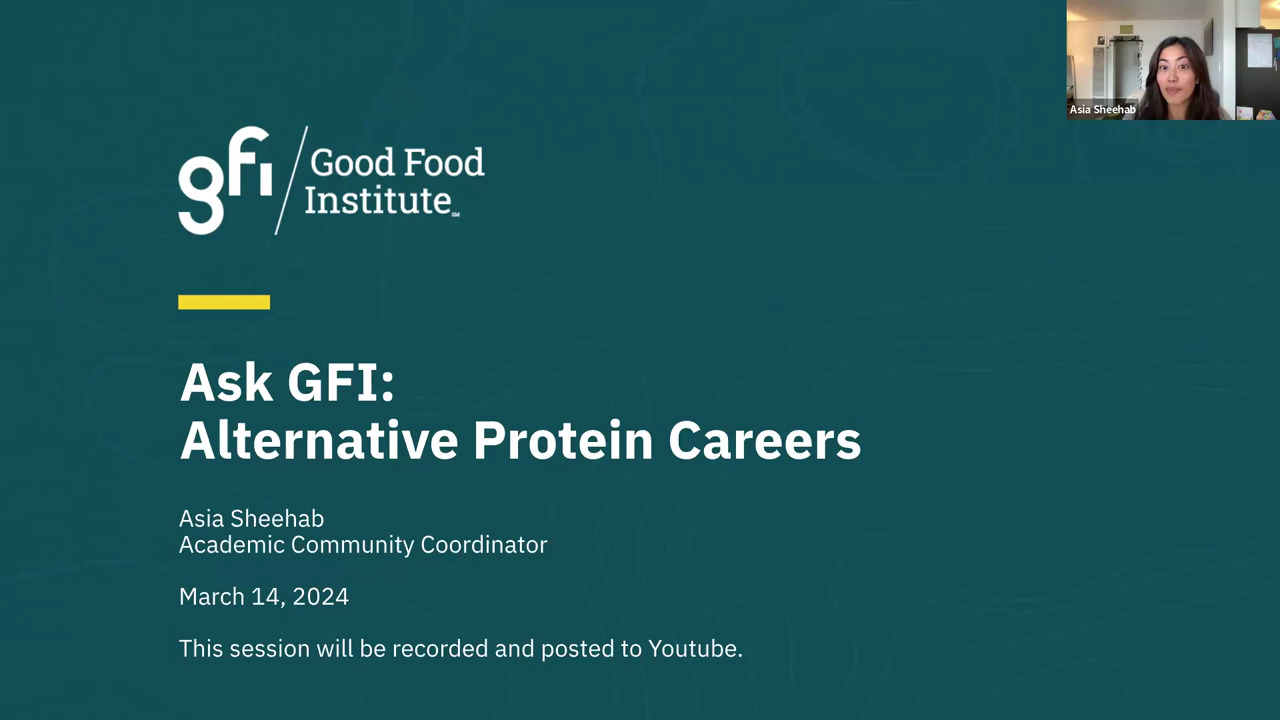 Asia Sheehab
gfi
Good Food
Institute℠
Ask GFI:
Alternative Protein Careers
Asia Sheehab
Academic Community Coordinator
March 14, 2024
This session will be recorded and posted to Youtube.